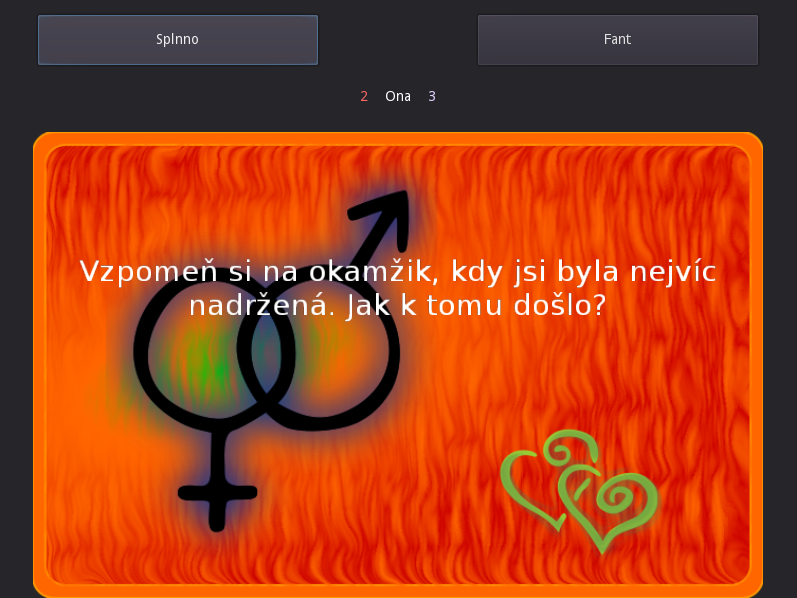 Splnno
Fant
2 Ona 3
Vzpomeň si na okamžik, kdy jsi byla nejvíc
nadržená. Jak k tomu došlo?